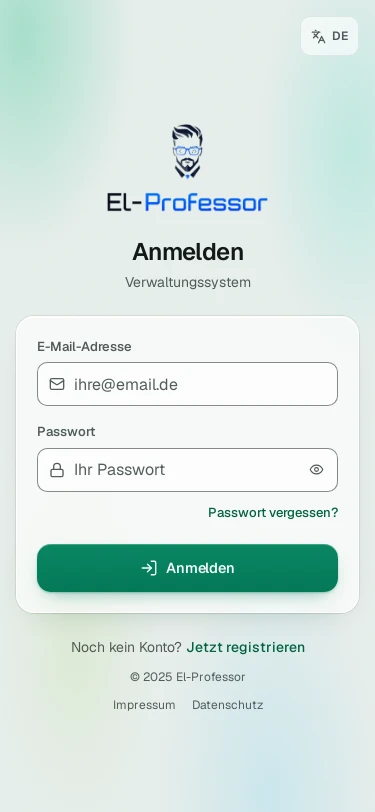 DE
El-Professor
Anmelden
Verwaltungssystem
E-Mail-Adresse
ihre@email.de
Passwort
Ihr Passwort
Passwort vergessen?
Anmelden
Noch kein Konto? Jetzt registrieren
© 2025 El-Professor
Impressum Datenschutz